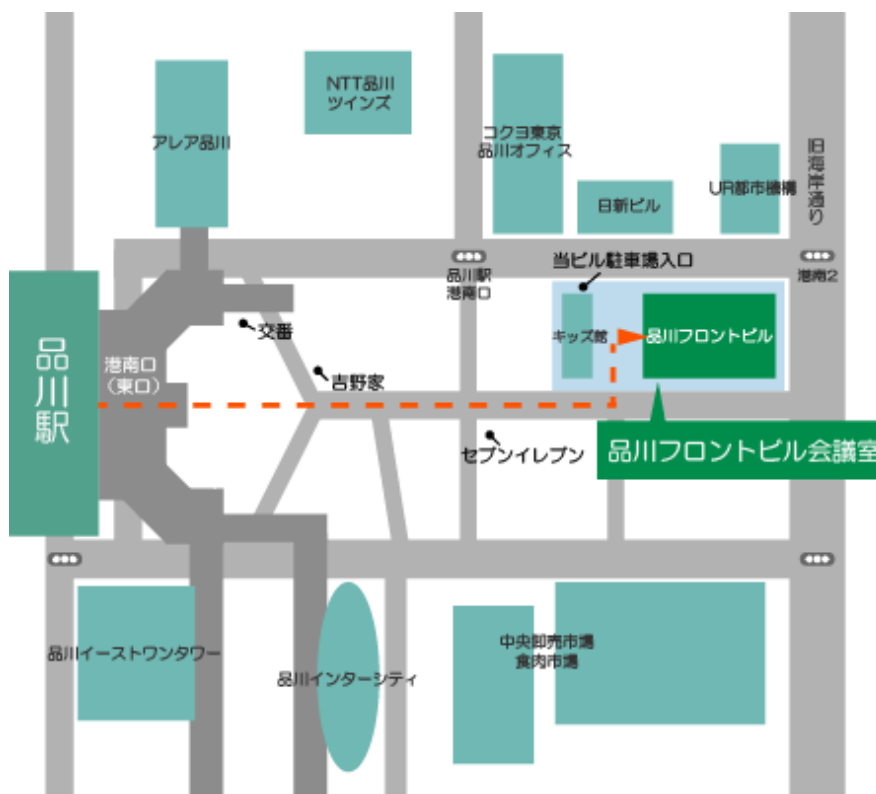 NTT品川
ツインズ
アレア品川
コクヨ東京
品川オフィス
旧海岸通り
UR都市機構
日新ビル
当ビル駐車場入口
品川駅
港南口
港南2
交番
キッズ館
品川フロントビル
品川駅
港南口
（東口）
吉野家
セブンイレブン
品川フロントビル会議室
品川イーストワンタワー
品川インターシティ
中央卸売市場
食肉市場